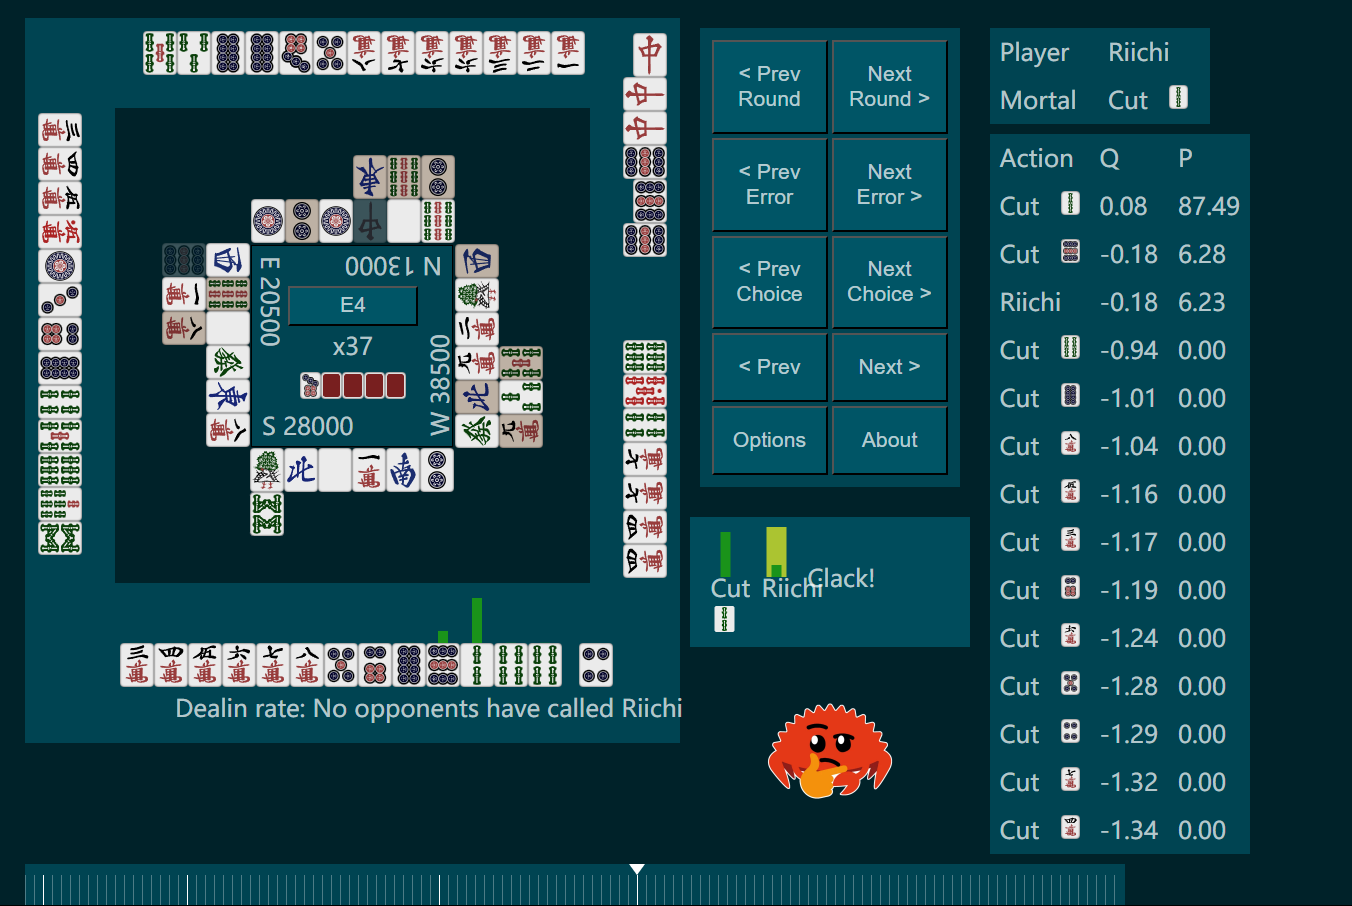 E 20500
N 13000
E4
x37
W 38500
S 28000
Dealin rate: No opponents have called Riichi
< Prev
Round
Next
Round >
< Prev
Error
Next
Error >
< Prev
Choice
Next
Choice >
< Prev
Next >
Options
About
Cut
Riichi
Clack!
Player Riichi
Mortal Cut
Action Q P
Cut 0.08 87.49
Cut -0.18 6.28
Riichi -0.18 6.23
Cut -0.94 0.00
Cut -1.01 0.00
Cut -1.04 0.00
Cut -1.16 0.00
Cut -1.17 0.00
Cut -1.19 0.00
Cut -1.24 0.00
Cut -1.28 0.00
Cut -1.29 0.00
Cut -1.32 0.00
Cut -1.34 0.00